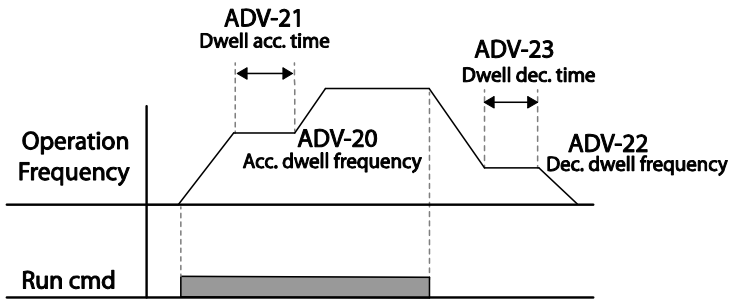 ADV-21
Dwell acc. time
ADV-23
Dwell dec. time
Operation
Frequency
ADV-20
Acc. dwell frequency
ADV-22
Dec. dwell frequency
Run cmd